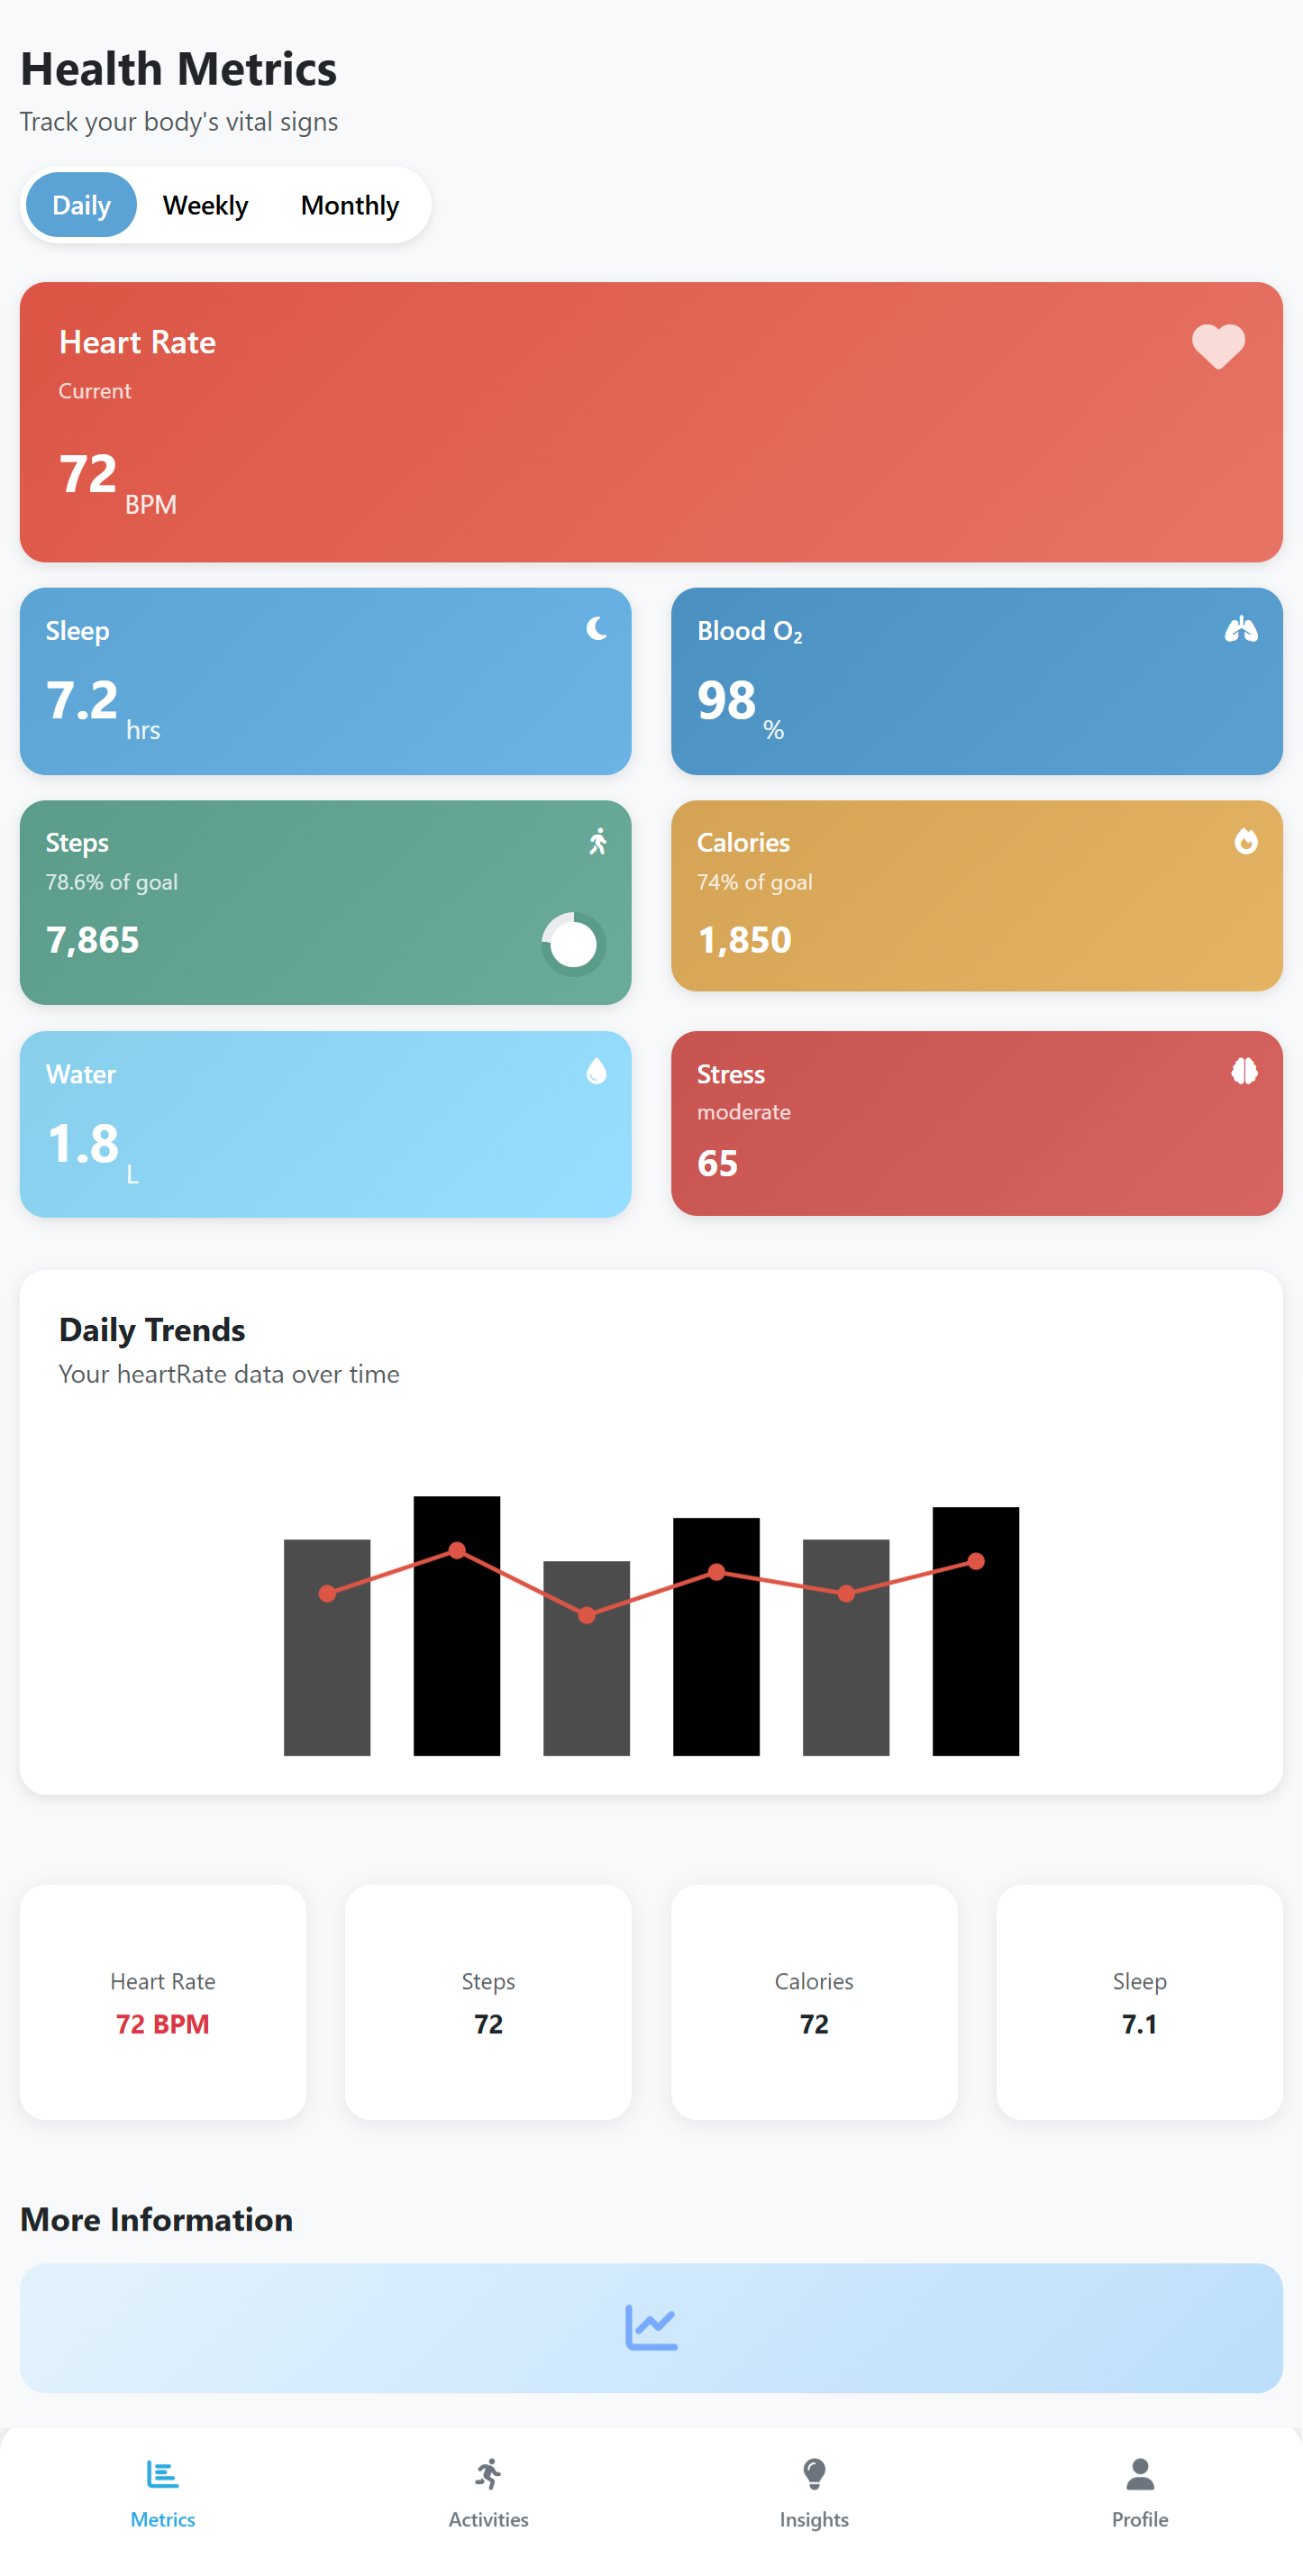 Health Metrics
Track your body's vital signs
Daily Weekly Monthly
Heart Rate
Current
72 BPM
Sleep
7.2 hrs
Blood O₂
98 %
Steps
78.6% of goal
7,865
Calories
74% of goal
1,850
Water
1.8 L
Stress
moderate
65
Daily Trends
Your heartRate data over time
Heart Rate
72 BPM
Steps
72
Calories
72
Sleep
7.1
More Information
Metrics Activities Insights Profile